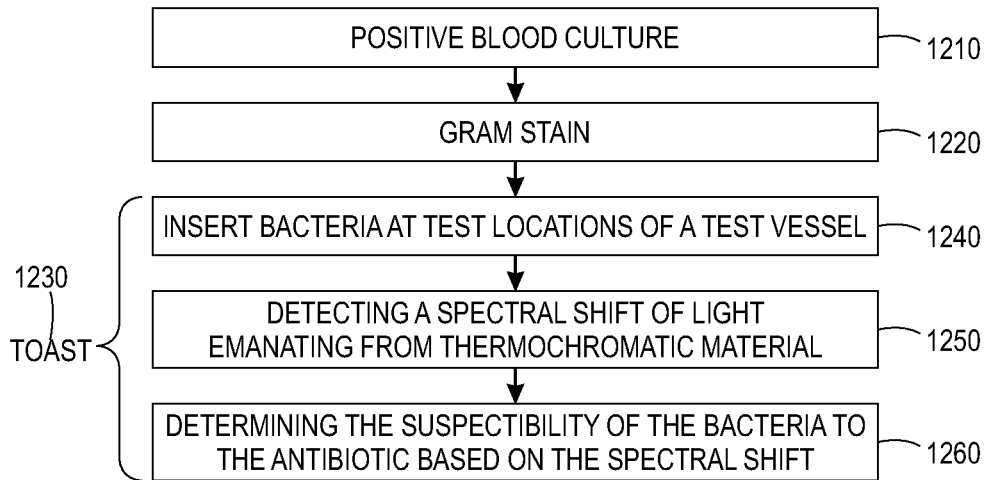 POSITIVE BLOOD CULTURE
1210
GRAM STAIN
1220
INSERT BACTERIA AT TEST LOCATIONS OF A TEST VESSEL
1240
1230
TOAST
DETECTING A SPECTRAL SHIFT OF LIGHT
EMANATING FROM THERMOCHROMATIC MATERIAL
1250
DETERMINING THE SUSPECTIBILITY OF THE BACTERIA TO
THE ANTIBIOTIC BASED ON THE SPECTRAL SHIFT
1260